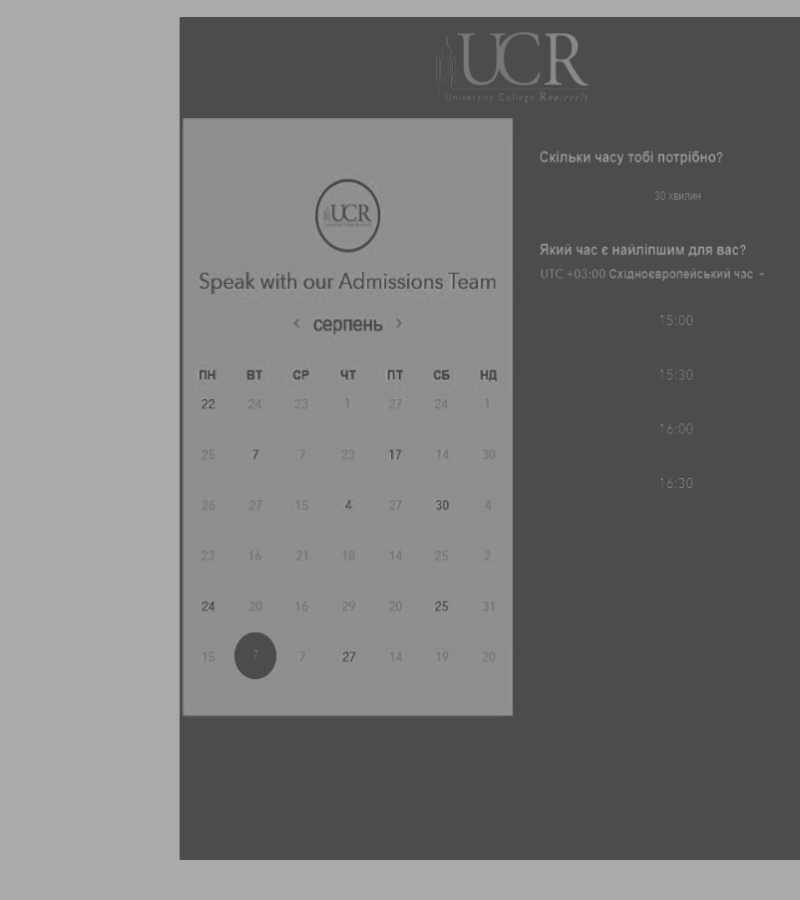 UCR
University College Roosevelt
UCR
Speak with our Admissions Team
‹ серпень ›
ПН ВТ СР ЧТ ПТ СБ НД
22 24 23 1 27 24 1
25 7 7 23 17 14 30
26 27 15 4 27 30 4
23 16 21 18 14 25 2
24 20 16 29 20 25 31
15 7 7 27 14 19 20
Скільки часу тобі потрібно?
30 хвилин
Який час є найліпшим для вас?
UTC +03:00 Східноєвропейський час
15:00
15:30
16:00
16:30